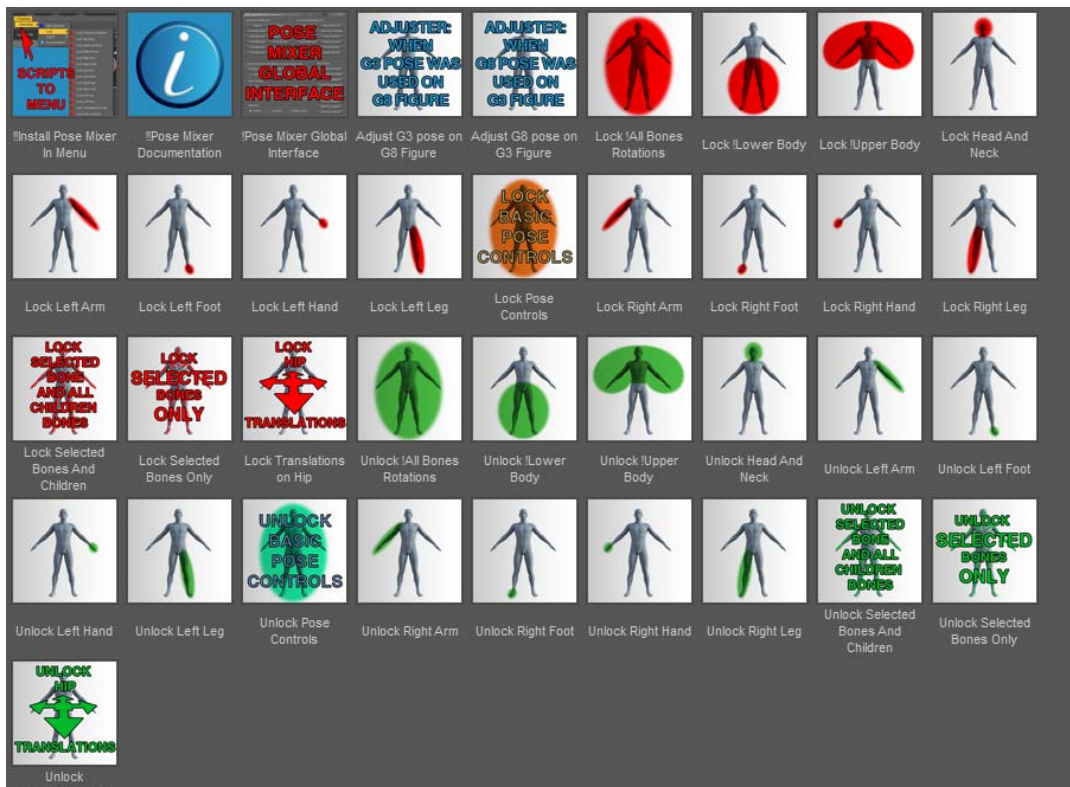 SCRIPTS
TO
MENU
i
POSE
MIXER
GLOBAL
INTERFACE
ADJUSTER:
WHEN
G3 POSE WAS
USED ON
G8 FIGURE
ADJUSTER:
WHEN
G8 POSE WAS
USED ON
G3 FIGURE
!!Install Pose Mixer
In Menu
!!Pose Mixer
Documentation
!Pose Mixer Global
Interface
Adjust G3 pose on
G8 Figure
Adjust G8 pose on
G3 Figure
Lock !All Bones
Rotations
Lock !Lower Body
Lock !Upper Body
Lock Head And
Neck
LOCK
BASIC
POSE
CONTROLS
Lock Left Arm
Lock Left Foot
Lock Left Hand
Lock Left Leg
Lock Pose
Controls
Lock Right Arm
Lock Right Foot
Lock Right Hand
Lock Right Leg
LOCK
SELECTED
BONE
AND ALL
CHILDREN
BONES
LOCK
SELECTED
BONES
ONLY
LOCK
HIP
TRANSLATIONS
Lock Selected
Bones And
Children
Lock Selected
Bones Only
Lock Translations
on Hip
Unlock !All Bones
Rotations
Unlock !Lower
Body
Unlock !Upper
Body
Unlock Head And
Neck
Unlock Left Arm
Unlock Left Foot
UNLOCK
BASIC
POSE
CONTROLS
UNLOCK
SELECTED
BONE
AND ALL
CHILDREN
BONES
UNLOCK
SELECTED
BONES
ONLY
Unlock Left Hand
Unlock Left Leg
Unlock Pose
Controls
Unlock Right Arm
Unlock Right Foot
Unlock Right Hand
Unlock Right Leg
Unlock Selected
Bones And
Children
Unlock Selected
Bones Only
UNLOCK
HIP
TRANSLATIONS
Unlock